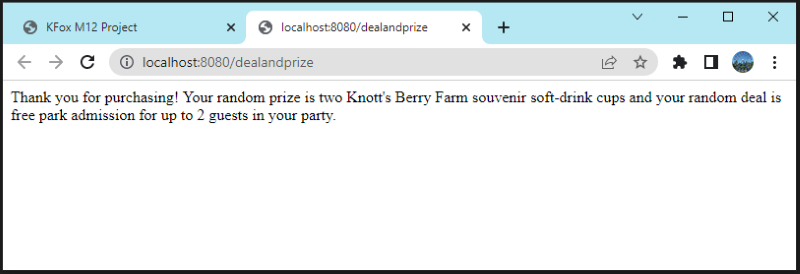 KFox M12 Project
localhost:8080/dealandprize
localhost:8080/dealandprize
Thank you for purchasing! Your random prize is two Knott's Berry Farm souvenir soft-drink cups and your random deal is
free park admission for up to 2 guests in your party.